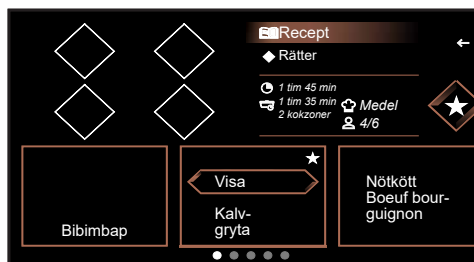 Recept
Rätter
1 tim 45 min
1 tim 35 min
2 kokzoner
Medel
4/6
Bibimbap
Visa
Kalv-
gryta
Nötkött
Boeuf bour-
guignon